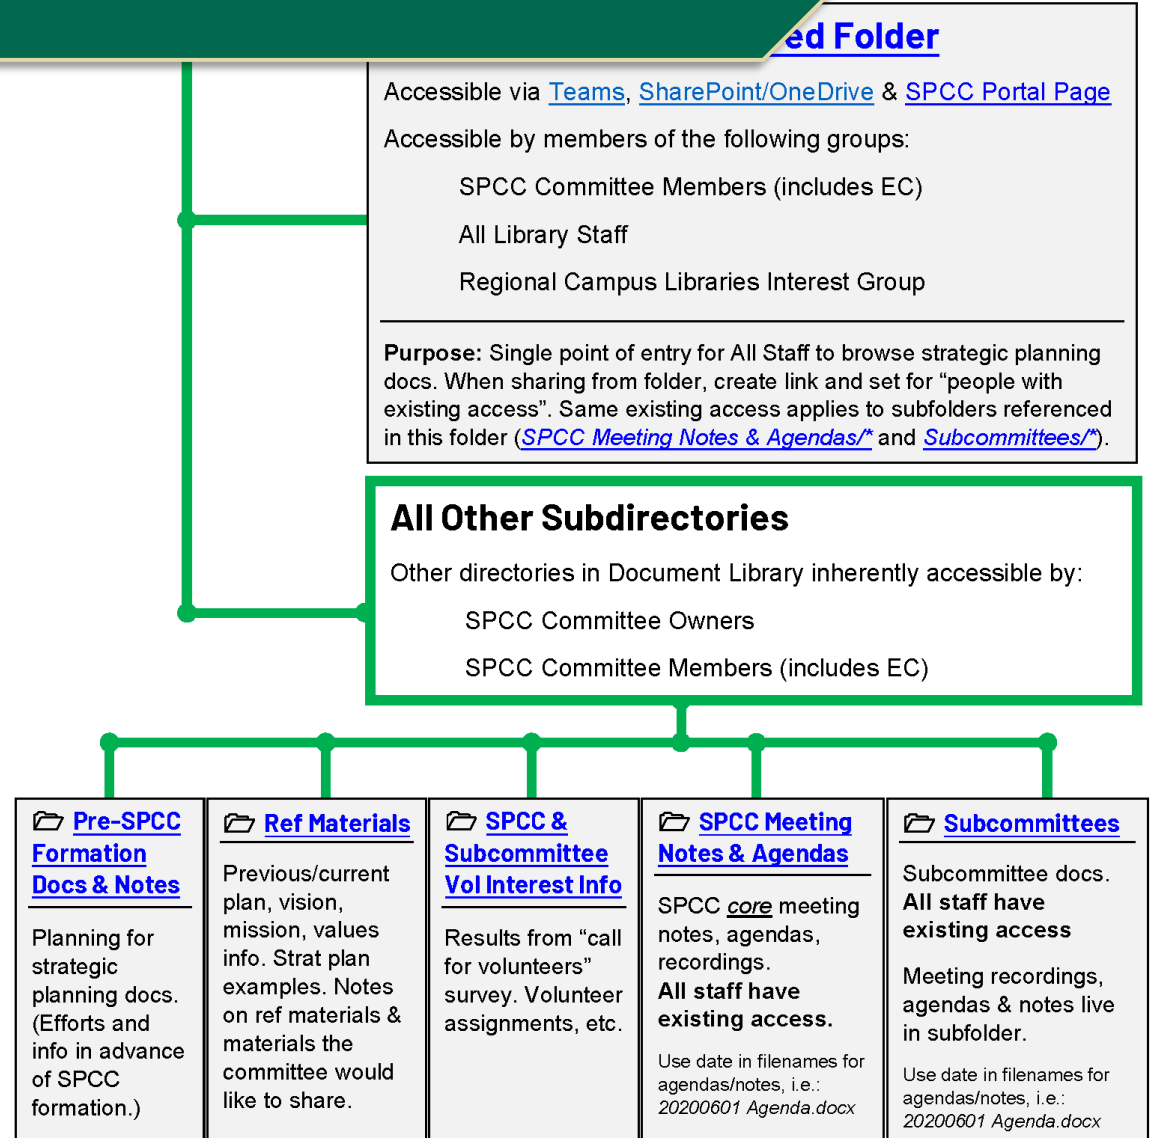 ed Folder
Accessible via Teams, SharePoint/OneDrive & SPCC Portal Page
Accessible by members of the following groups:
SPCC Committee Members (includes EC)
All Library Staff
Regional Campus Libraries Interest Group
Purpose: Single point of entry for All Staff to browse strategic planning
docs. When sharing from folder, create link and set for “people with
existing access”. Same existing access applies to subfolders referenced
in this folder (SPCC Meeting Notes & Agendas/* and Subcommittees/*).
All Other Subdirectories
Other directories in Document Library inherently accessible by:
SPCC Committee Owners
SPCC Committee Members (includes EC)
Pre-SPCC
Formation
Docs & Notes
Planning for
strategic
planning docs.
(Efforts and
info in advance
of SPCC
formation.)
Ref Materials
Previous/current
plan, vision,
mission, values
info. Strat plan
examples. Notes
on ref materials &
materials the
committee would
like to share.
SPCC &
Subcommittee
Vol Interest Info
Results from “call
for volunteers”
survey. Volunteer
assignments, etc.
SPCC Meeting
Notes & Agendas
SPCC core meeting
notes, agendas,
recordings.
All staff have
existing access.
Use date in filenames for
agendas/notes, i.e.:
20200601 Agenda.docx
Subcommittees
Subcommittee docs.
All staff have
existing access
Meeting recordings,
agendas & notes live
in subfolder.
Use date in filenames for
agendas/notes, i.e.:
20200601 Agenda.docx